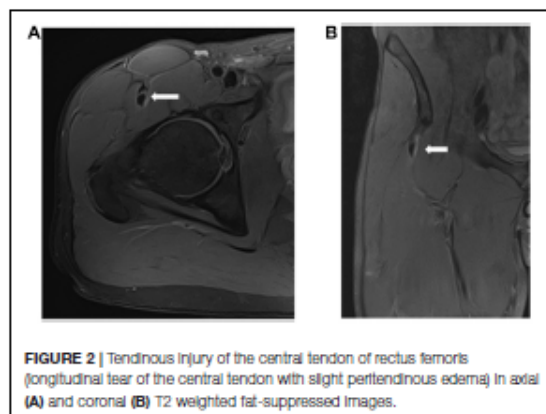 A
B
FIGURE 2 | Tendinous injury of the central tendon of rectus femoris
(longitudinal tear of the central tendon with slight peritendinous edema) in axial
(A) and coronal (B) T2 weighted fat-suppressed images.